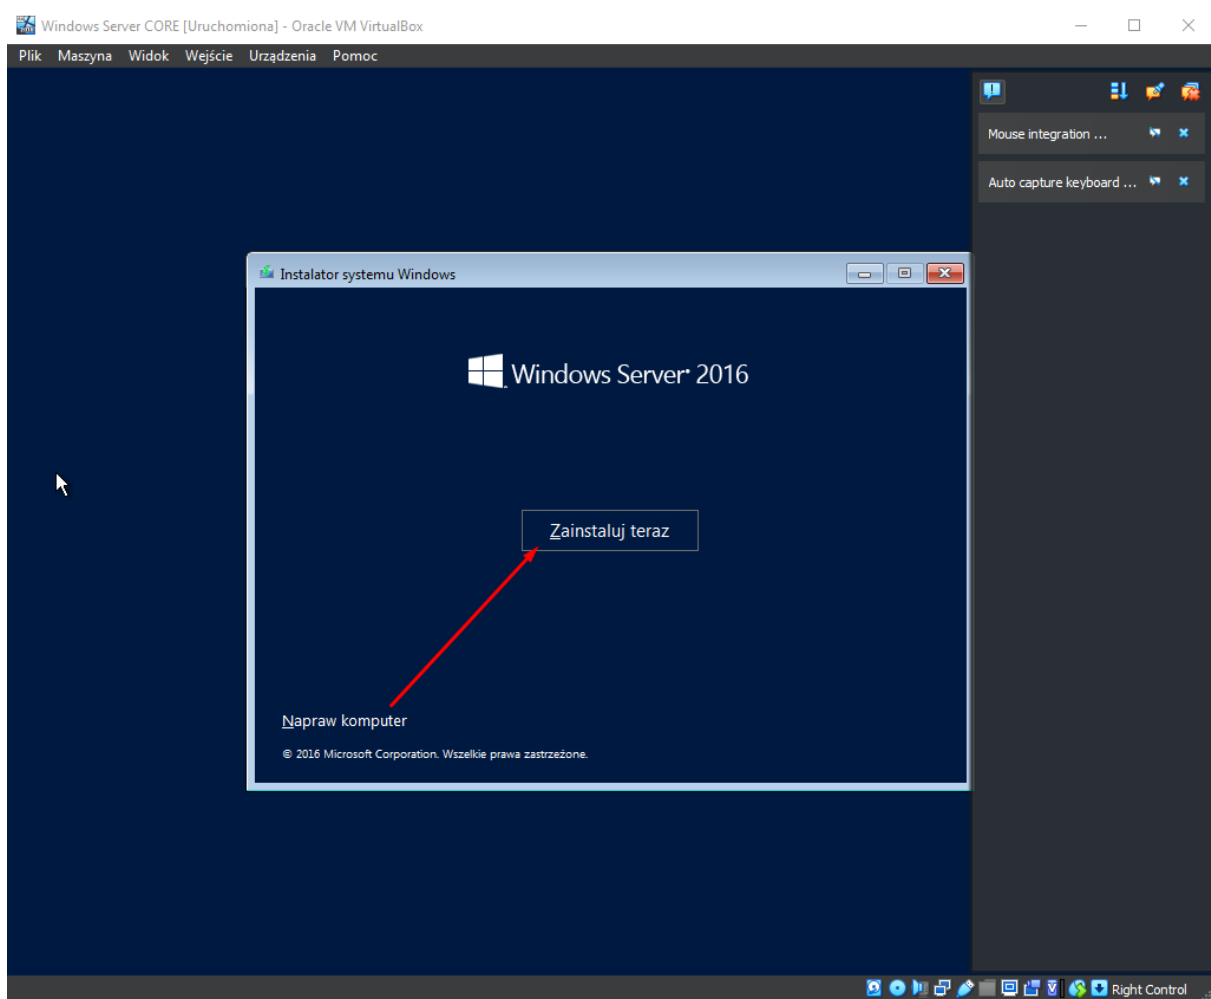 Windows Server CORE [Uruchomiona] - Oracle VM VirtualBox
Plik Maszyna Widok Wejście Urządzenia Pomoc
Mouse integration ...
Auto capture keyboard ...
Instalator systemu Windows
Windows Server 2016
Zainstaluj teraz
Napraw komputer
© 2016 Microsoft Corporation. Wszelkie prawa zastrzeżone.
Right Control